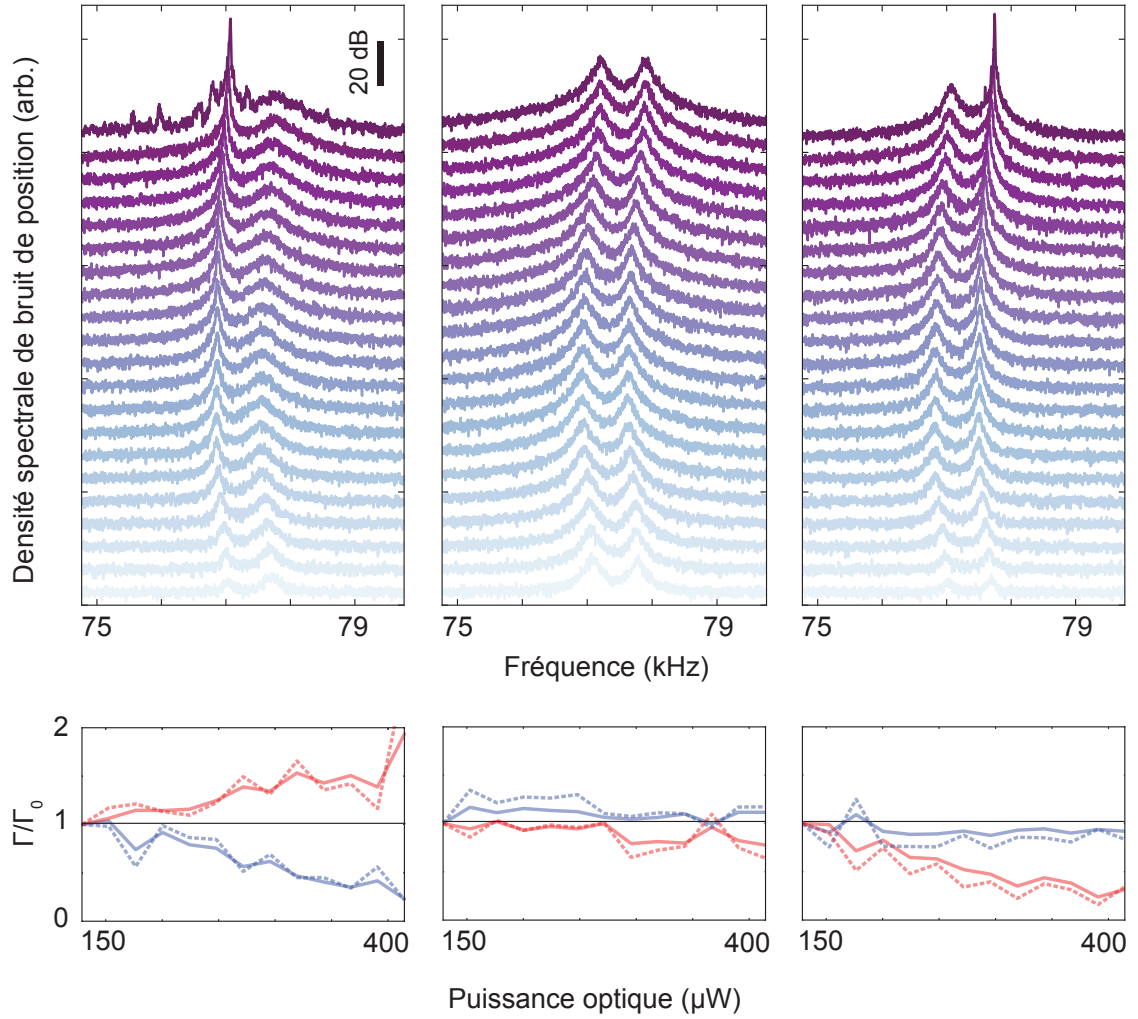 Densité spectrale de bruit de position (arb.)
20 dB
75 79 75 79 75 79
Fréquence (kHz)
Γ/Γ₀
2
1
0
150 400 150 400 150 400
Puissance optique (µW)